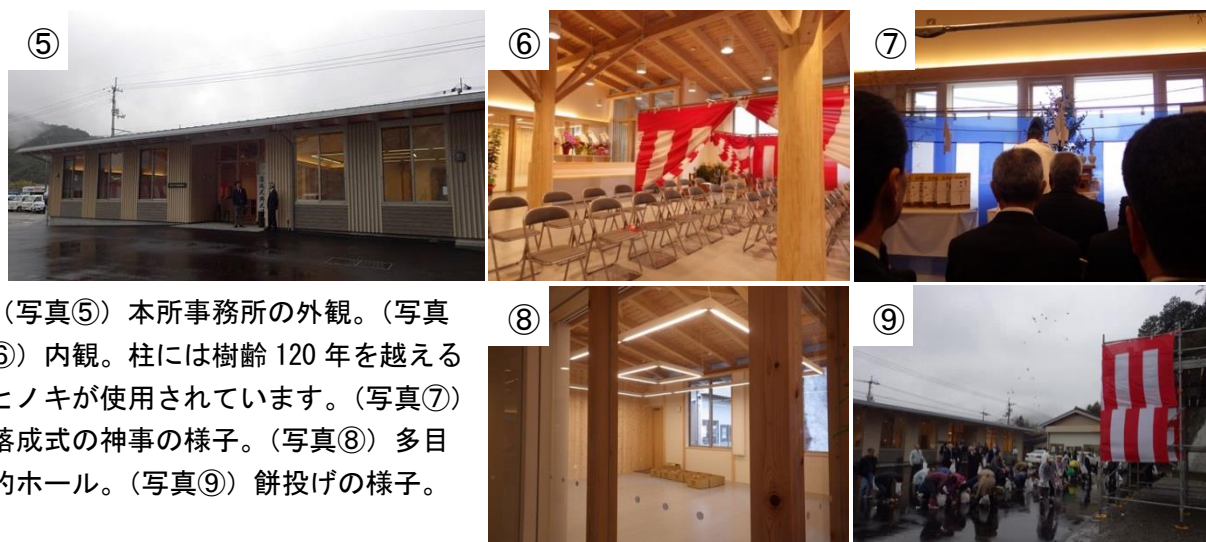 ⑤
⑥
⑦
（写真⑤）本所事務所の外観。（写真
⑥）内観。柱には樹齢 120 年を越える
ヒノキが使用されています。（写真⑦）
落成式の神事の様子。（写真⑧）多目
的ホール。（写真⑨）餅投げの様子。
⑧
⑨